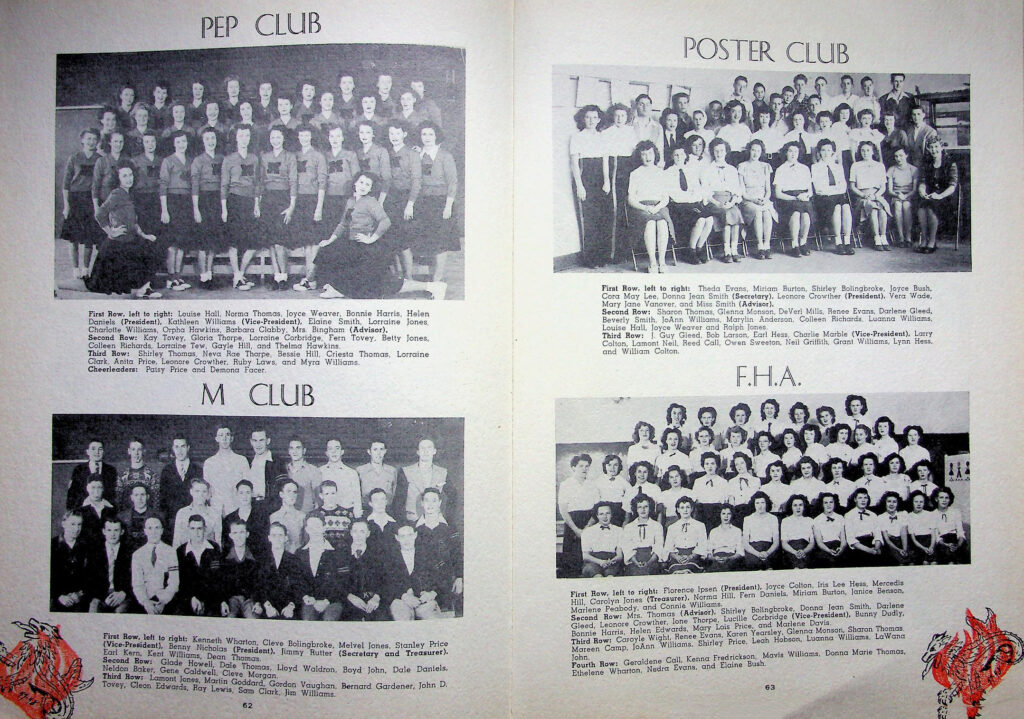 PEP CLUB
First Row, left to right: Louise Hall, Norma Thomas, Joyce Weaver, Bonnie Harris, Helen
Daniels (President), Kathleen Williams (Vice-President), Elaine Smith, Lorraine Jones,
Charlotte Williams, Orpha Hawkins, Barbara Clabby, Mrs. Bingham (Advisor).
Second Row: Kay Tovey, Gloria Thorpe, Lorraine Corbridge, Fern Tovey, Betty Jones,
Colleen Richards, Lorraine Tew, Gayle Hill, and Thelma Hawkins.
Third Row: Shirley Thomas, Neva Rae Tharpe, Bessie Hill, Criesta Thomas, Lorraine
Clark, Anita Price, Leonore Crowther, Ruby Laws, and Myra Williams.
Cheerleaders: Patsy Price and Demona Facer.
M CLUB
First Row, left to right: Kenneth Wharton, Cleve Bolingbroke, Meivel Jones, Stanley Price
(Vice-President), Benny Nicholas (President), Jimmy Butter (Secretary and Treasurer),
Earl Kern, Kent Williams, Dean Thomas.
Second Row: Glade Howell, Dale Thomas, Lloyd Waldron, Boyd John, Dale Daniels,
Neldon Baker, Gene Caldwell, Cleve Morgan.
Third Row: Lamont Jones, Martin Goddard, Gordon Vaughan, Bernard Gardener, John D.
Tovey, Cleon Edwards, Ray Lewis, Sam Clark, Jim Williams.
62
POSTER CLUB
First Row, left to right: Theda Evans, Miriam Burton, Shirley Bolingbroke, Joyce Bush,
Cora May Lee, Donna Jean Smith (Secretary), Leonore Crowther (President), Vera Wade,
Mary Jane Vanover, and Miss Smith (Advisor).
Second Row: Sharon Thomas, Glenna Monson, DeVeri Mills, Renee Evans, Darlene Gleed,
Beverly Smith, JoAnn Williams, Marylin Anderson, Colleen Richards, Luanna Williams,
Louise Hall, Joyce Weaver and Ralph Jones.
Third Row: J. Guy Gleed, Bob Larson, Earl Hess, Charlie Marble (Vice-President), Larry
Colton, Lamont Neil, Reed Call, Owen Sweeston, Neil Griffith, Grant Williams, Lynn Hess,
and William Colton.
F.H.A.
First Row, left to right: Florence Ipsen (President), Joyce Colton, Iris Lee Hess, Mercedis
Hill, Carolyn Jones (Treasurer), Norma Hill, Fern Daniels, Miriam Burton, Janice Benson,
Marlene Peabody, and Connie Williams.
Second Row: Mrs. Thomas (Advisor), Shirley Bolingbroke, Donna Jean Smith, Darlene
Gleed, Leonore Crowther, Ione Thorpe, Lucille Corbridge (Vice-President), Bunny Dudly,
Bonnie Harris, Helen Edwards, Mary Lois Price, and Marlene Davis.
Third Row: Caroyle Wight, Renee Evans, Karen Yearsley, Glenna Monson, Sharon Thomas,
Mareen Camp, JoAnn Williams, Shirley Price, Leah Holton, Luanna Williams, LaWana
John.
Fourth Row: Geraldene Call, Kenna Fredrickson, Mavis Williams, Donna Marie Thomas,
Ethelene Wharton, Nedra Evans, and Elaine Bush.
63